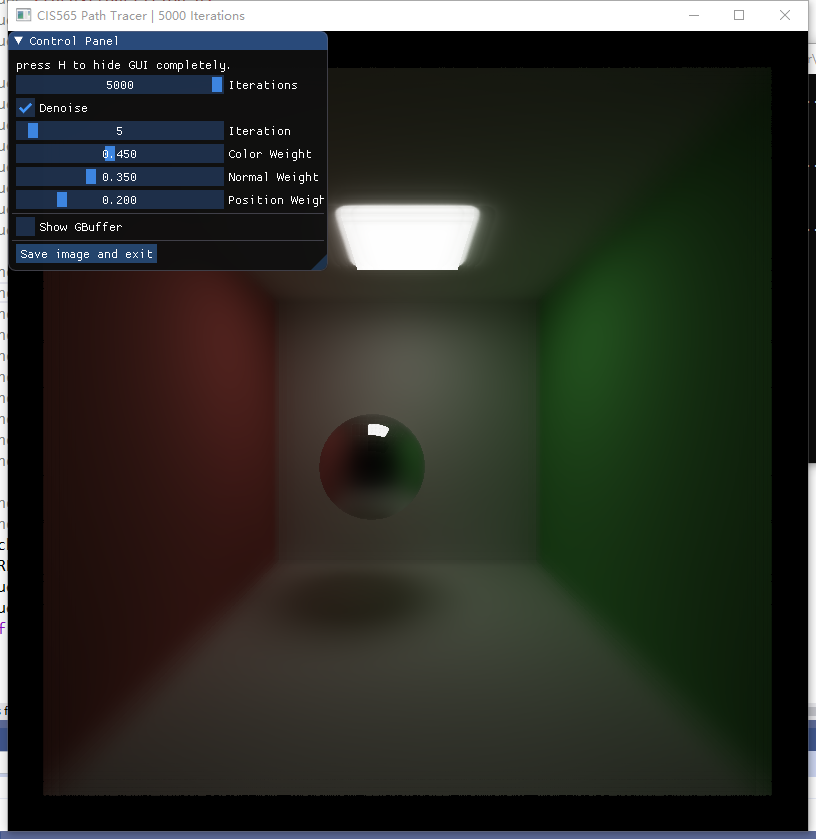 CIS565 Path Tracer | 5000 Iterations
Control Panel
press H to hide GUI completely.
5000 Iterations
Denoise
5 Iteration
0.450 Color Weight
0.350 Normal Weight
0.200 Position Weigh
Show GBuffer
Save image and exit